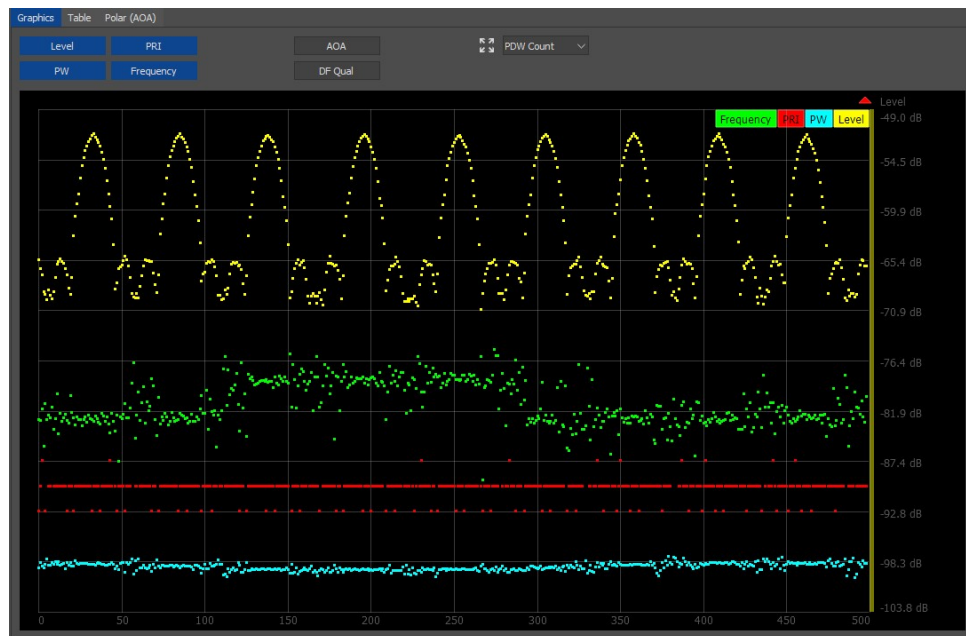 Graphics Table Polar (AOA)
Level PRI AOA PDW Count
PW Frequency DF Qual
Level
Frequency PRI PW Level
-49.0 dB
-54.5 dB
-59.9 dB
-65.4 dB
-70.9 dB
-76.4 dB
-81.9 dB
-87.4 dB
-92.8 dB
-98.3 dB
-103.8 dB
0 50 100 150 200 250 300 350 400 450 500